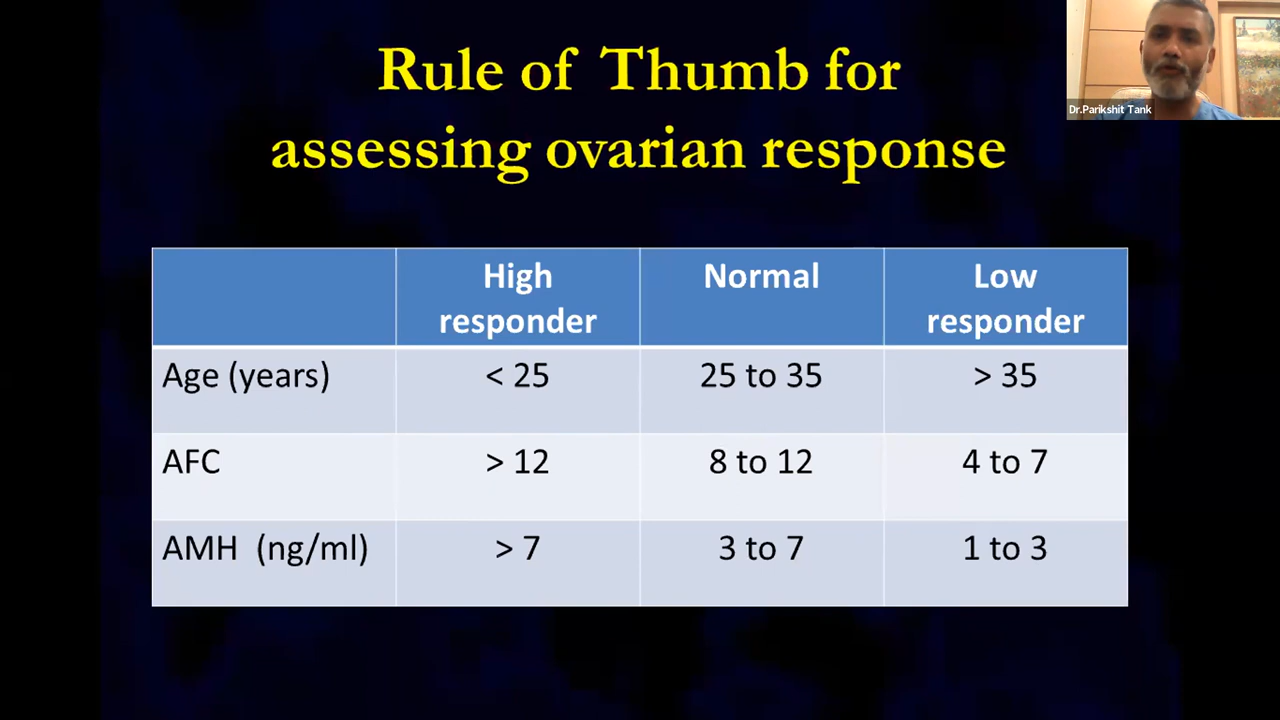 Rule of Thumb for
assessing ovarian response
Dr.Parikshit Tank
High responder Normal Low responder
Age (years) < 25 25 to 35 > 35
AFC > 12 8 to 12 4 to 7
AMH (ng/ml) > 7 3 to 7 1 to 3